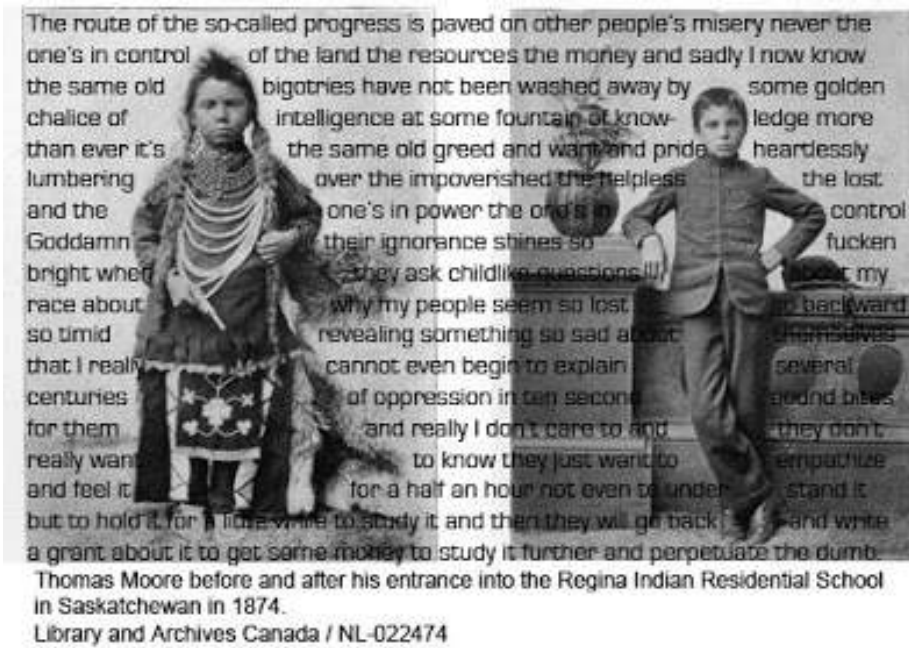 The route of the so-called progress is paved on other people's misery never the
one's in control of the land the resources the money and sadly I now know
the same old bigotries have not been washed away by some golden
chalice of intelligence at some fountain of know- ledge more
than ever it's the same old greed and want and pride heartlessly
lumbering over the impoverished the helpless the lost
and the one's in power the one's in control
Goddamn their ignorance shines so fucken
bright when they ask childlike questions about my
race about why my people seem so lost so backward
so timid revealing something so sad about themselves
that I really cannot even begin to explain several
centuries of oppression in ten second sound bites
for them and really I don't care to and they don't
really want to know they just want to empathize
and feel it for a half an hour not even to under stand it
but to hold it for a little while to study it and then they will go back and write
a grant about it to get some money to study it further and perpetuate the dumb.
Thomas Moore before and after his entrance into the Regina Indian Residential School
in Saskatchewan in 1874.
Library and Archives Canada / NL-022474